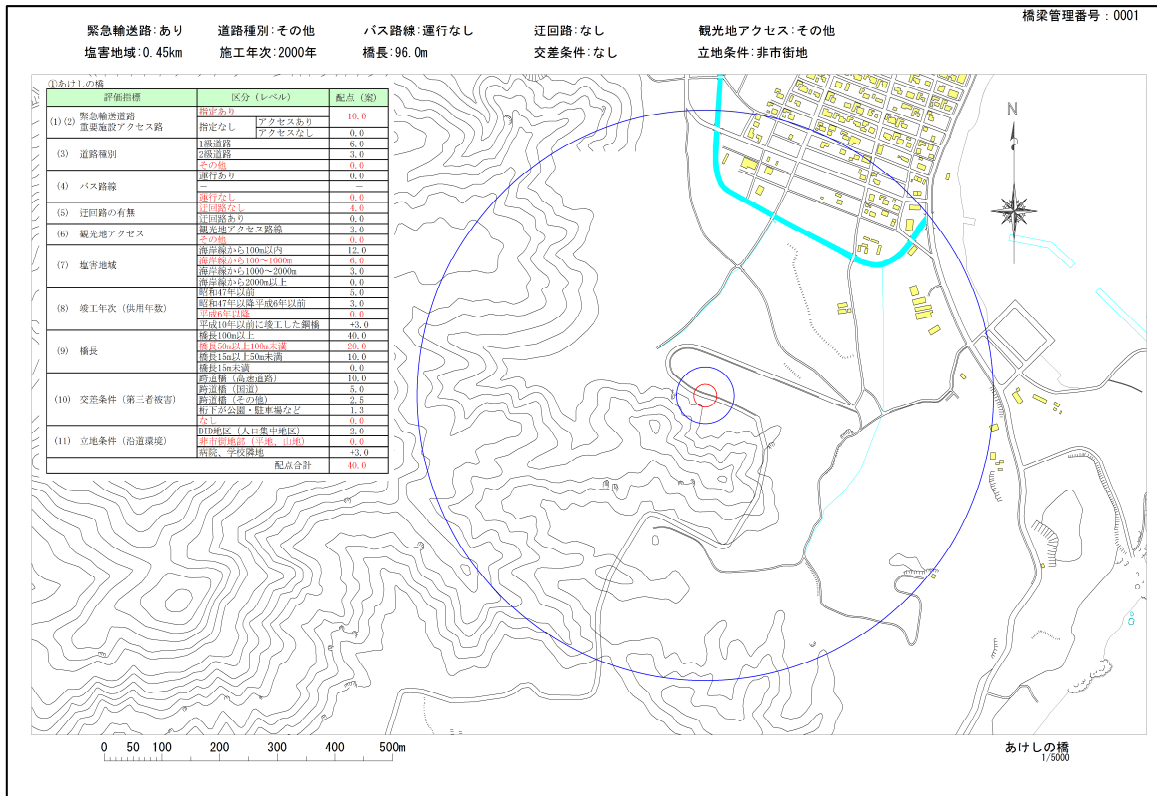 橋梁管理番号：0001
緊急輸送路：あり 道路種別：その他 バス路線：運行なし 迂回路：なし 観光地アクセス：その他
塩害地域：0.45km 施工年次：2000年 橋長：96.0m 交差条件：なし 立地条件：非市街地
①あけしの橋
評価指標 区分（レベル） 配点（案）
(1)(2) 緊急輸送道路 重要施設アクセス路 指定あり 10.0
指定なし アクセスあり
アクセスなし 0.0
(3) 道路種別 1級道路 6.0
2級道路 3.0
その他 0.0
(4) バス路線 運行あり 0.0
― ―
運行なし 0.0
(5) 迂回路の有無 迂回路なし 4.0
迂回路あり 0.0
(6) 観光地アクセス 観光地アクセス路線 3.0
その他 0.0
(7) 塩害地域 海岸線から100m以内 12.0
海岸線から100～1000m 6.0
海岸線から1000～2000m 3.0
海岸線から2000m以上 0.0
(8) 竣工年次（供用年数） 昭和47年以前 5.0
昭和47年以降平成6年以前 3.0
平成6年以降 0.0
平成10年以前に竣工した鋼橋 +3.0
(9) 橋長 橋長100m以上 40.0
橋長50m以上100m未満 20.0
橋長15m以上50m未満 10.0
橋長15m未満 0.0
(10) 交差条件（第三者被害） 跨道橋（高速道路） 10.0
跨道橋（国道） 5.0
跨道橋（その他） 2.5
桁下が公園・駐車場など 1.3
なし 0.0
(11) 立地条件（沿道環境） DID地区（人口集中地区） 2.0
非市街地部（平地、山地） 0.0
病院、学校隣地 +3.0
配点合計 40.0
N
0 50 100 200 300 400 500m
あけしの橋
1/5000